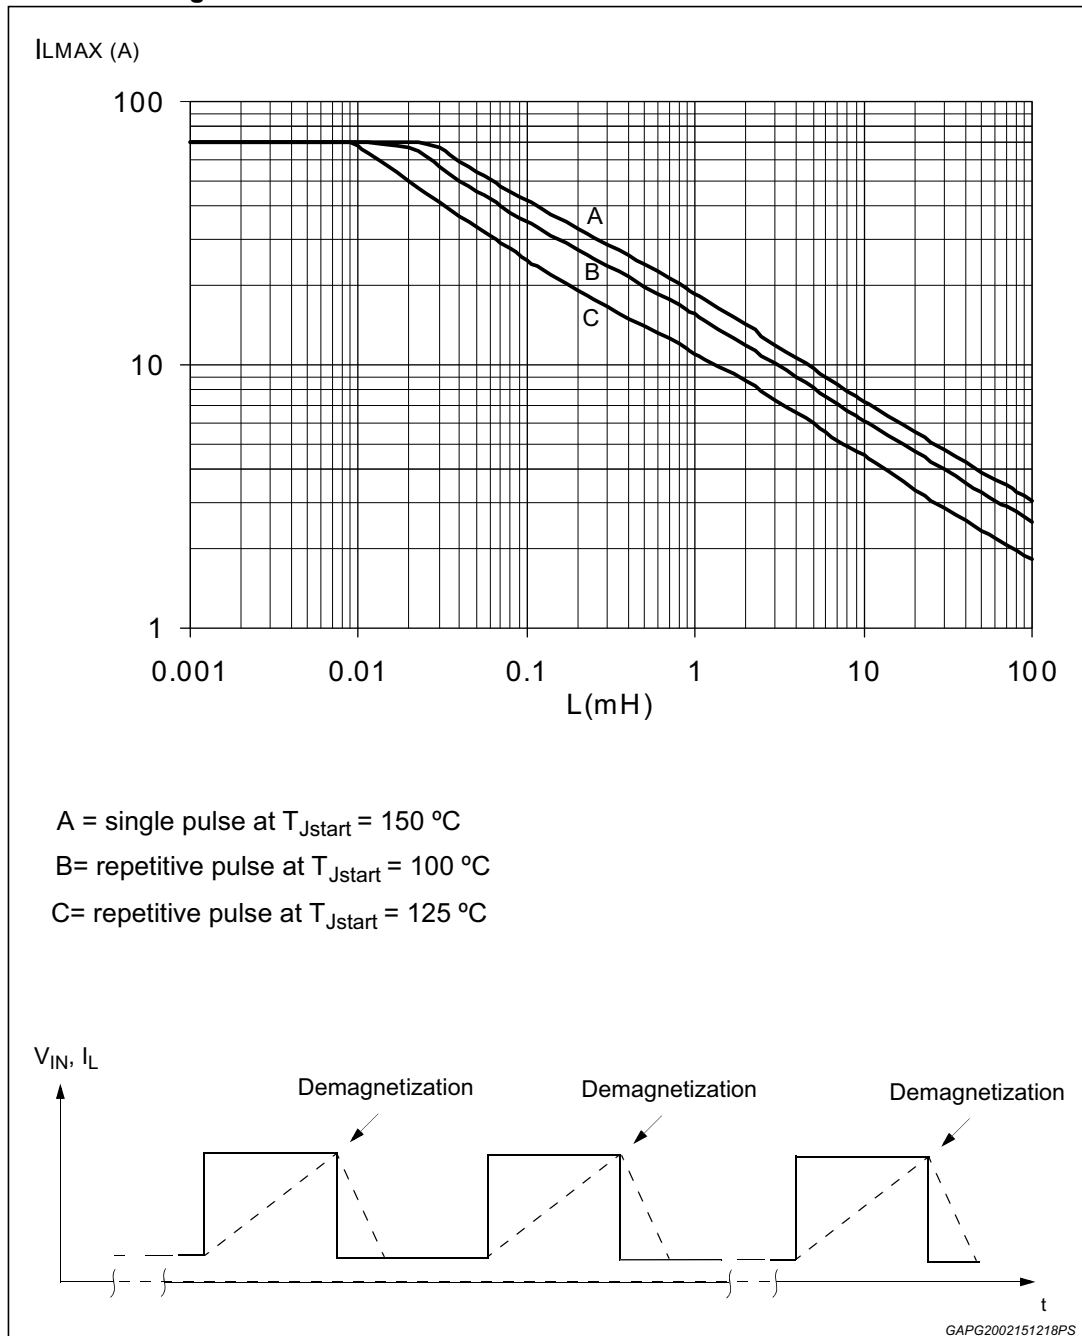 ILMAX (A)
100
10
1
A
B
C
0.001 0.01 0.1 1 10 100
L(mH)
A = single pulse at TJstart = 150 ºC
B= repetitive pulse at TJstart = 100 ºC
C= repetitive pulse at TJstart = 125 ºC
VIN, IL
Demagnetization Demagnetization Demagnetization
t
GAPG2002151218PS